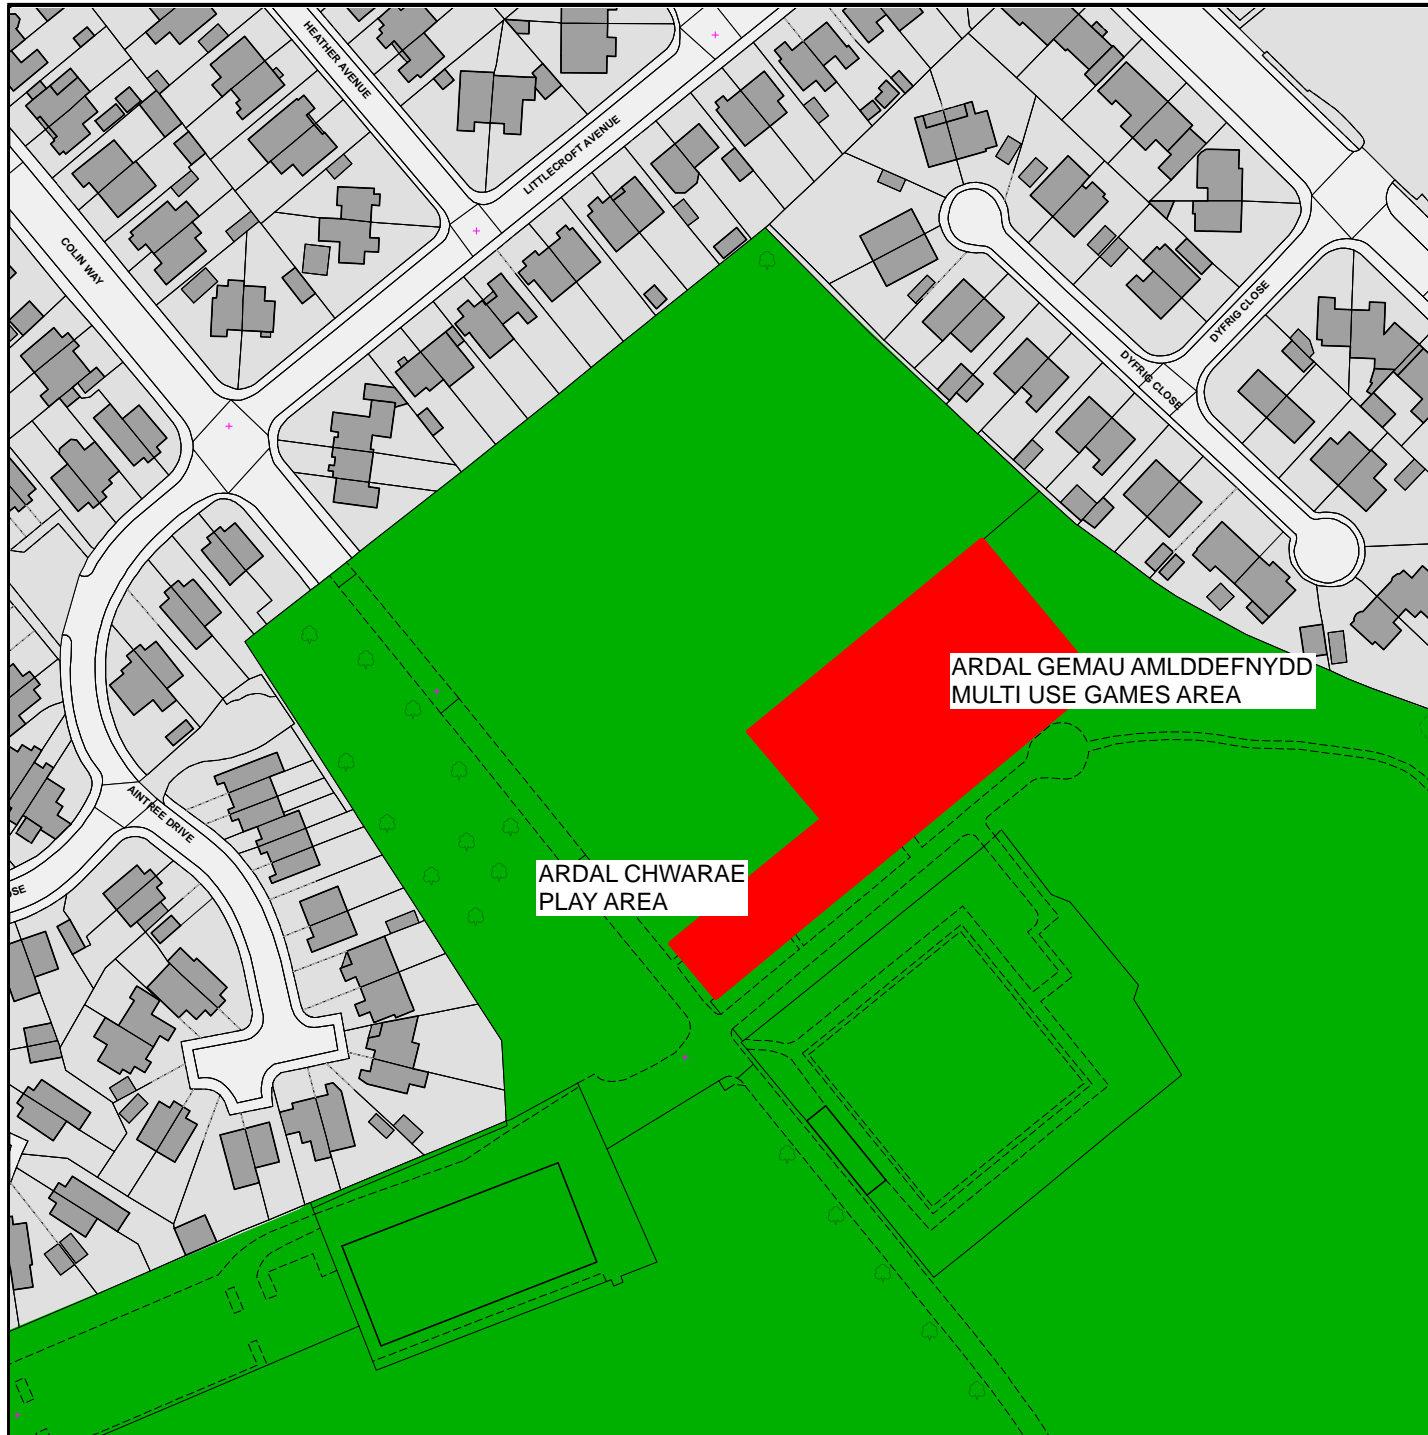 HEATHER AVENUE
LITTLECROFT AVENUE
COLIN WAY
DYFRIG CLOSE
DYFRIG CLOSE
ARDAL GEMAU AMLDDEFNYDD
MULTI USE GAMES AREA
AINTREE DRIVE
ARDAL CHWARAE
PLAY AREA